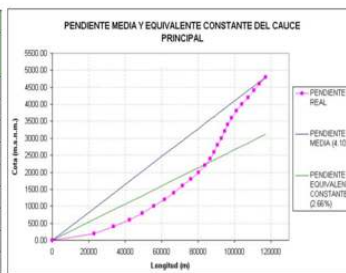 PENDIENTE MEDIA Y EQUIVALENTE CONSTANTE DEL CAUCE
PRINCIPAL
5500.00
5000.00
4500.00
4000.00
3500.00
3000.00
2500.00
2000.00
1500.00
1000.00
500.00
0.00
Cota (m.s.n.m.)
0
20000
40000
60000
80000
100000
120000
140000
Longitud (m)
PENDIENTE
REAL
PENDIENTE
MEDIA (4.10
PENDIENTE
EQUIVALEN
CONSTANTE
(2.66%)